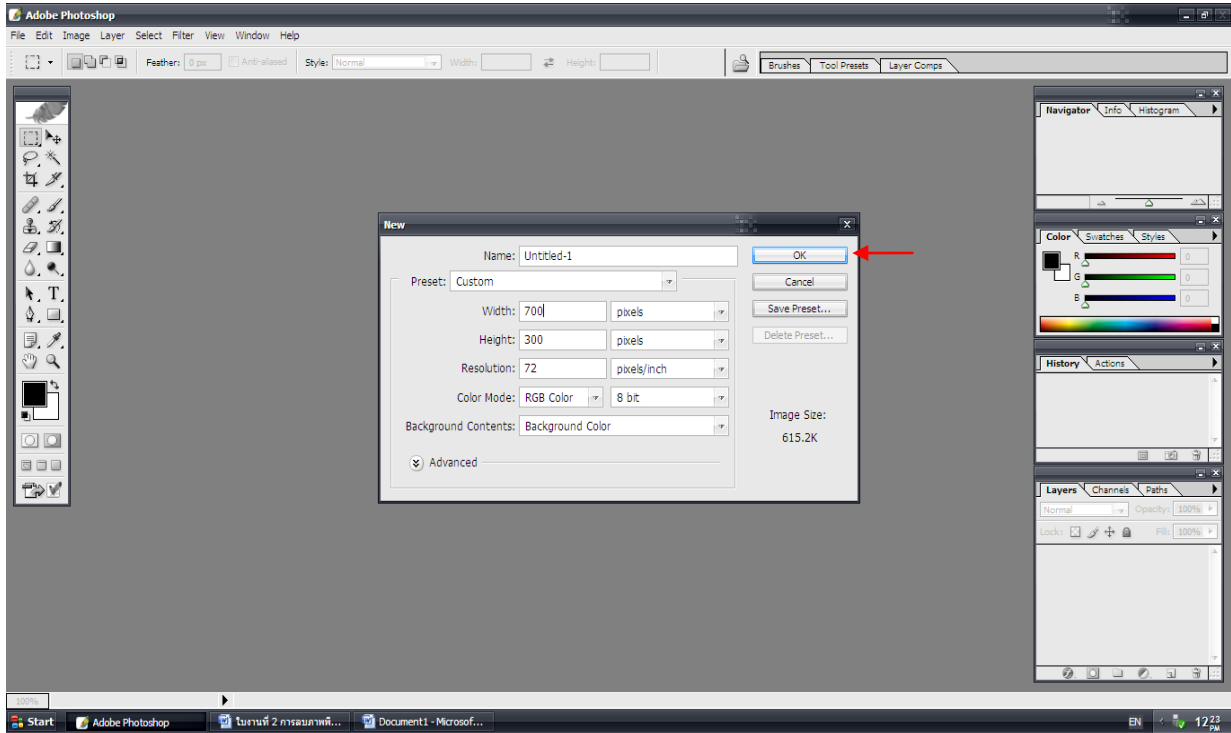 Adobe Photoshop
File Edit Image Layer Select Filter View Window Help
Feather: 0 px Anti-aliased Style: Normal Width: Height: Brushes Tool Presets Layer Comps
Navigator Info Histogram
New
Name: Untitled-1 OK
Preset: Custom Cancel
Width: 700 pixels Save Preset...
Height: 300 pixels Delete Preset...
Resolution: 72 pixels/inch
Color Mode: RGB Color 8 bit
Background Contents: Background Color
Image Size:
615.2K
Advanced
Color Swatches Styles
R 0
G 0
B 0
History Actions
Layers Channels Paths
Normal Opacity: 100%
Lock: Fill: 100%
T
100%
Start Adobe Photoshop ใบงานที่ 2 การลบภาพพื... Document1 - Microsof... EN 12 23 PM